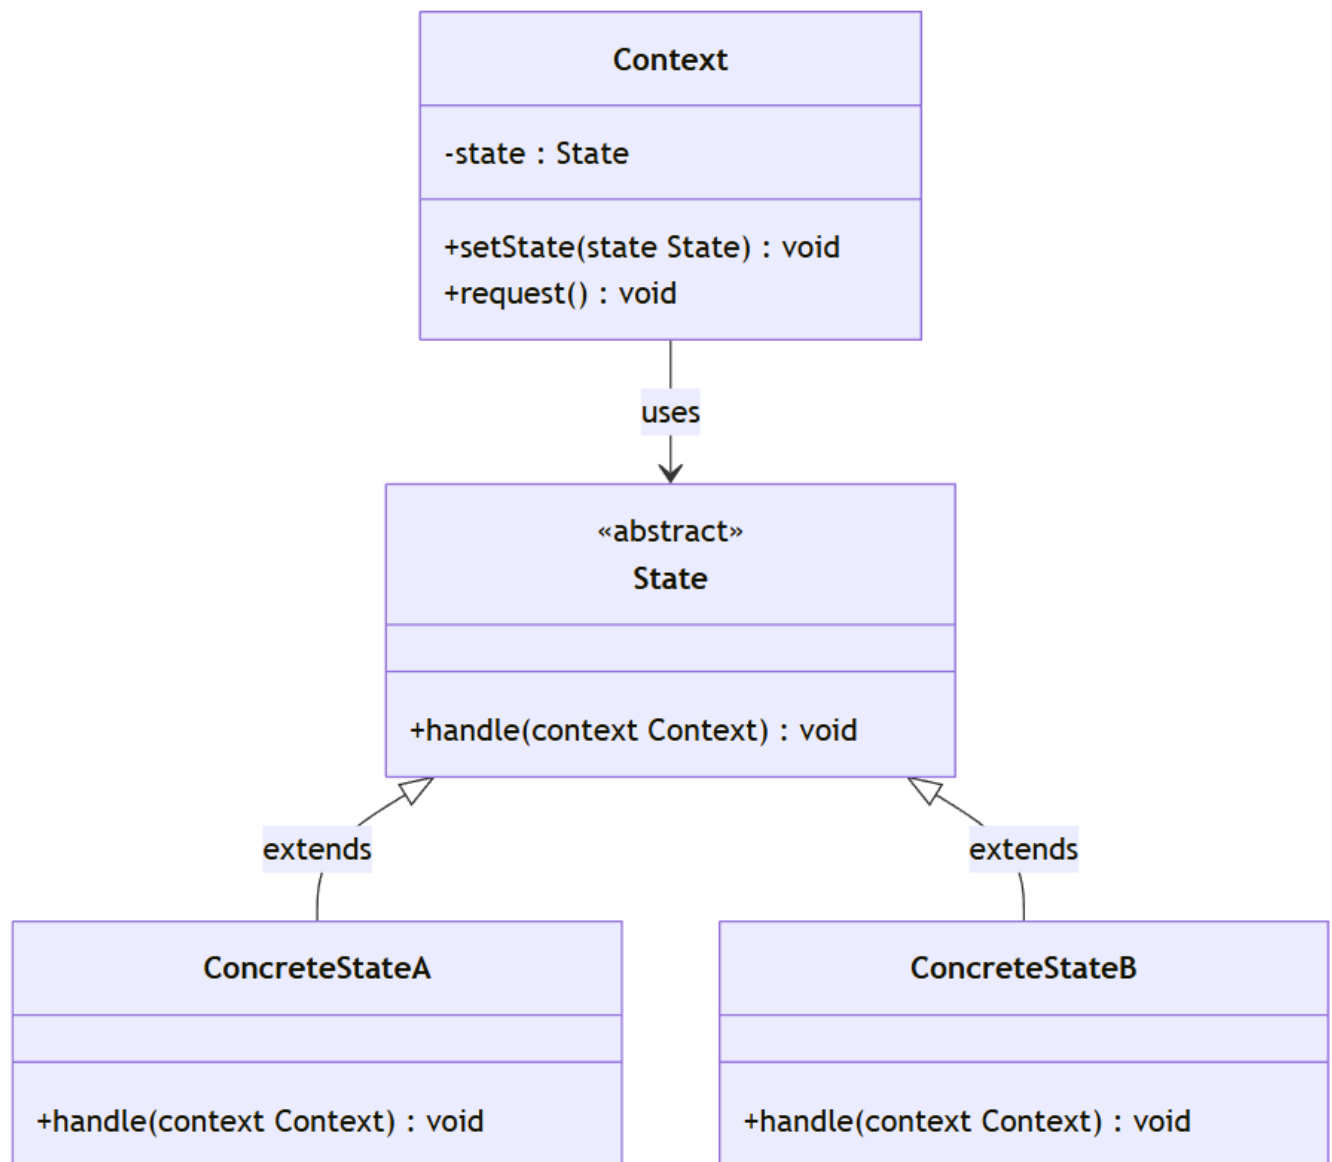 Context
-state : State
+setState(state State) : void
+request() : void
uses
«abstract»
State
+handle(context Context) : void
extends
extends
ConcreteStateA
ConcreteStateB
+handle(context Context) : void
+handle(context Context) : void